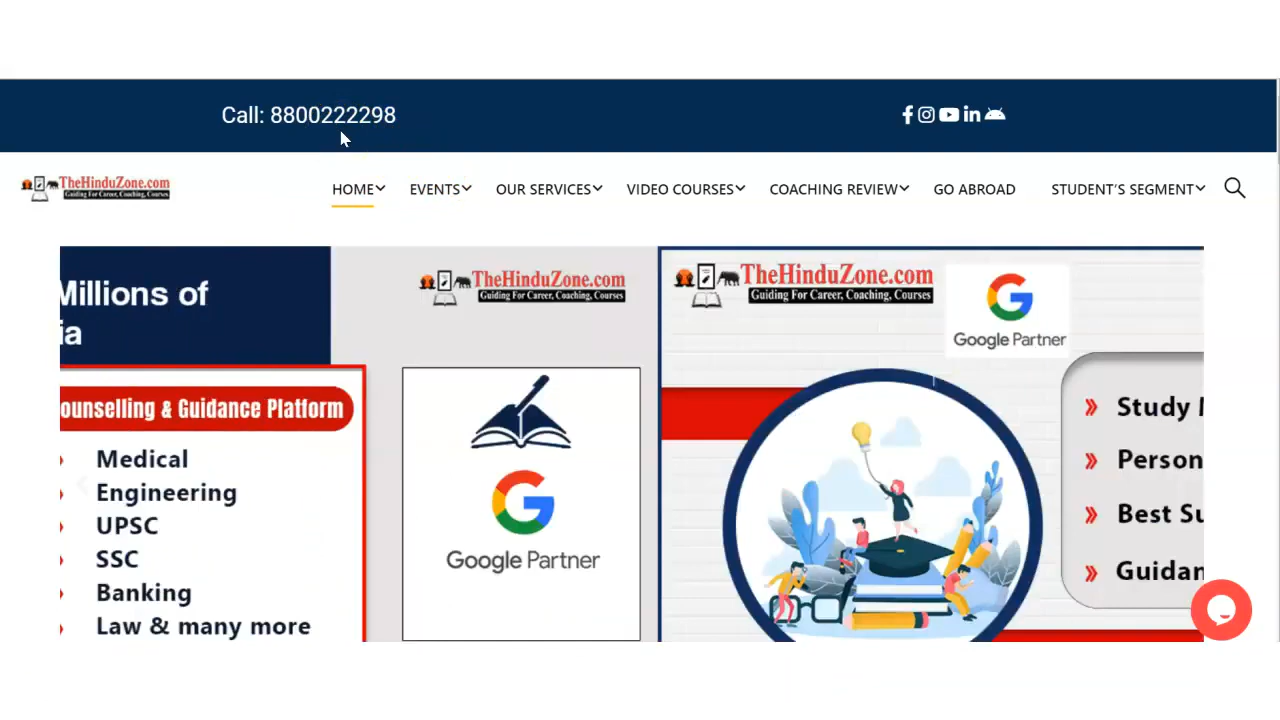 Call: 8800222298
TheHinduZone.com
Guiding For Career, Coaching, Courses
HOME EVENTS OUR SERVICES VIDEO COURSES COACHING REVIEW GO ABROAD STUDENT'S SEGMENT
Millions of
ia
ounselling & Guidance Platform
Medical
Engineering
UPSC
SSC
Banking
Law & many more
TheHinduZone.com
Guiding For Career, Coaching, Courses
Google Partner
TheHinduZone.com
Guiding For Career, Coaching, Courses
Google Partner
Study
Person
Best Su
Guidan